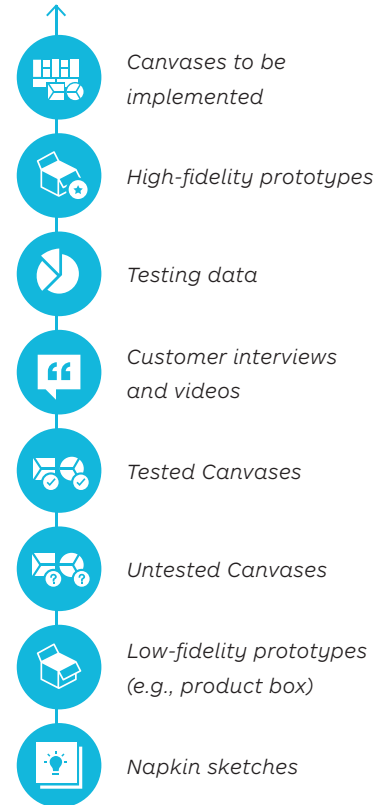 Canvases to be
implemented
High-fidelity prototypes
Testing data
Customer interviews
and videos
Tested Canvases
Untested Canvases
Low-fidelity prototypes
(e.g., product box)
Napkin sketches